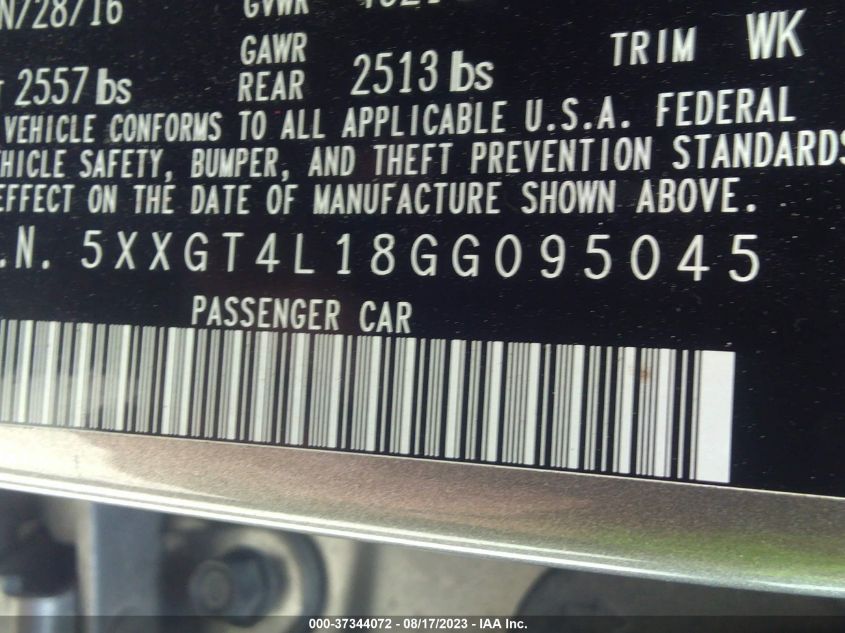 N/28/16 GVWR
GAWR
2557 lbs REAR 2513 lbs TRIM WK
VEHICLE CONFORMS TO ALL APPLICABLE U.S.A. FEDERAL
HICLE SAFETY, BUMPER, AND THEFT PREVENTION STANDARDS
EFFECT ON THE DATE OF MANUFACTURE SHOWN ABOVE.
.N. 5XXGT4L18GG095045
PASSENGER CAR
000-37344072 - 08/17/2023 - IAA Inc.